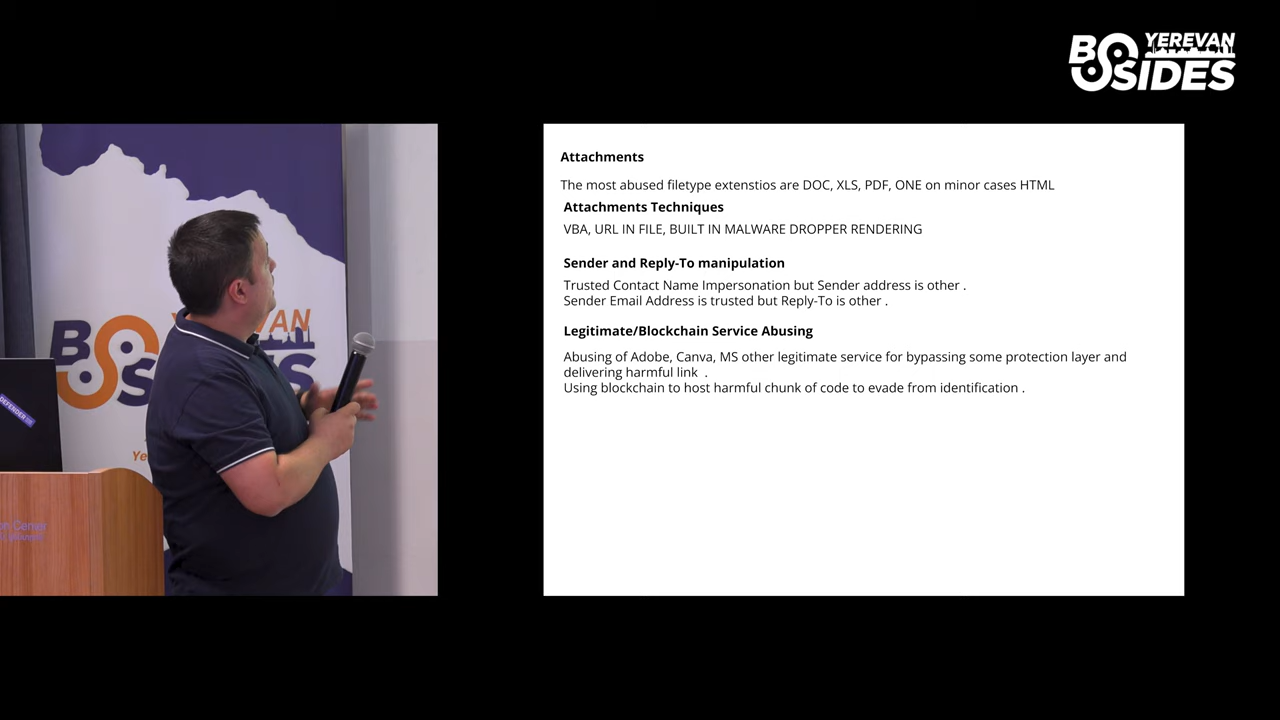 YEREVAN
BSIDES
Attachments
The most abused filetype extenstios are DOC, XLS, PDF, ONE on minor cases HTML
Attachments Techniques
VBA, URL IN FILE, BUILT IN MALWARE DROPPER RENDERING
Sender and Reply-To manipulation
Trusted Contact Name Impersonation but Sender address is other .
Sender Email Address is trusted but Reply-To is other .
Legitimate/Blockchain Service Abusing
Abusing of Adobe, Canva, MS other legitimate service for bypassing some protection layer and
delivering harmful link .
Using blockchain to host harmful chunk of code to evade from identification .
DEFENDER